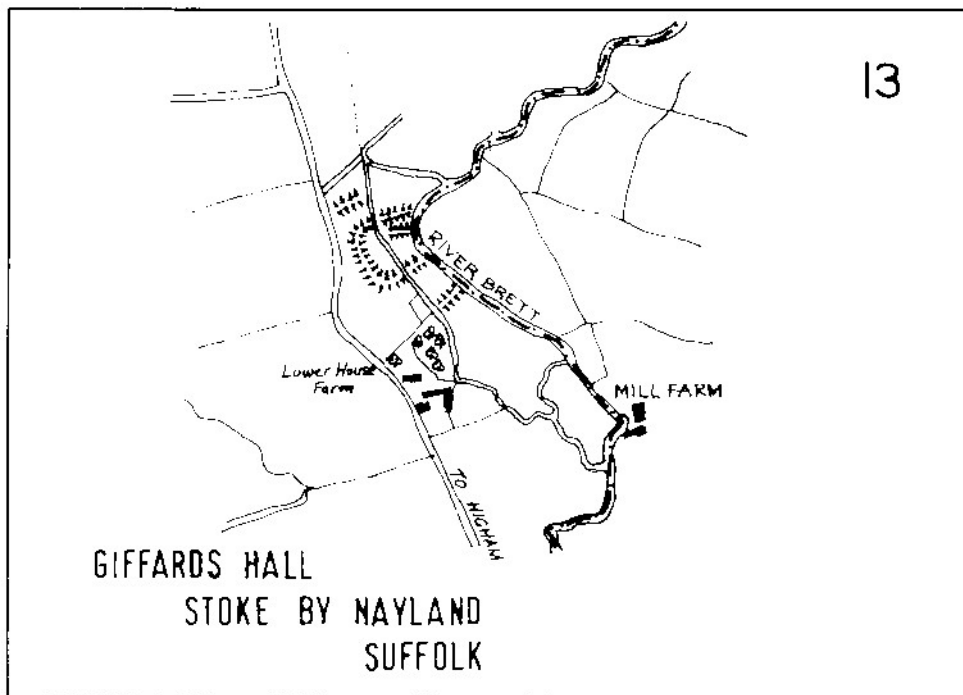 13
RIVER BRETT
Lower House
Farm
MILL FARM
TO HIGHAM
GIFFARDS HALL
STOKE BY NAYLAND
SUFFOLK